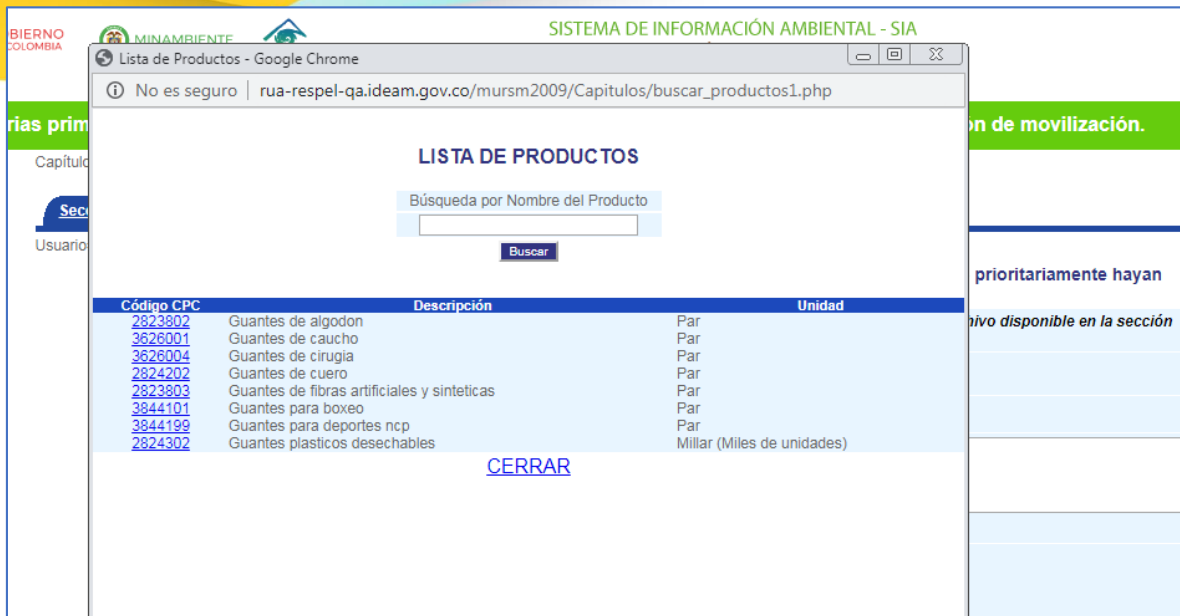 BIERNO
COLOMBIA
MINAMBIENTE
SISTEMA DE INFORMACIÓN AMBIENTAL - SIA
Lista de Productos - Google Chrome
No es seguro | rua-respel-qa.ideam.gov.co/mursm2009/Capitulos/buscar_productos1.php
rias prim
ón de movilización.
LISTA DE PRODUCTOS
Capítulo
Búsqueda por Nombre del Producto
Secc
Usuario
Buscar
prioritariamente hayan
Código CPC Descripción Unidad
2823802 Guantes de algodon Par
hivo disponible en la sección
3626001 Guantes de caucho Par
3626004 Guantes de cirugia Par
2824202 Guantes de cuero Par
2823803 Guantes de fibras artificiales y sinteticas Par
3844101 Guantes para boxeo Par
3844199 Guantes para deportes ncp Par
2824302 Guantes plasticos desechables Millar (Miles de unidades)
CERRAR